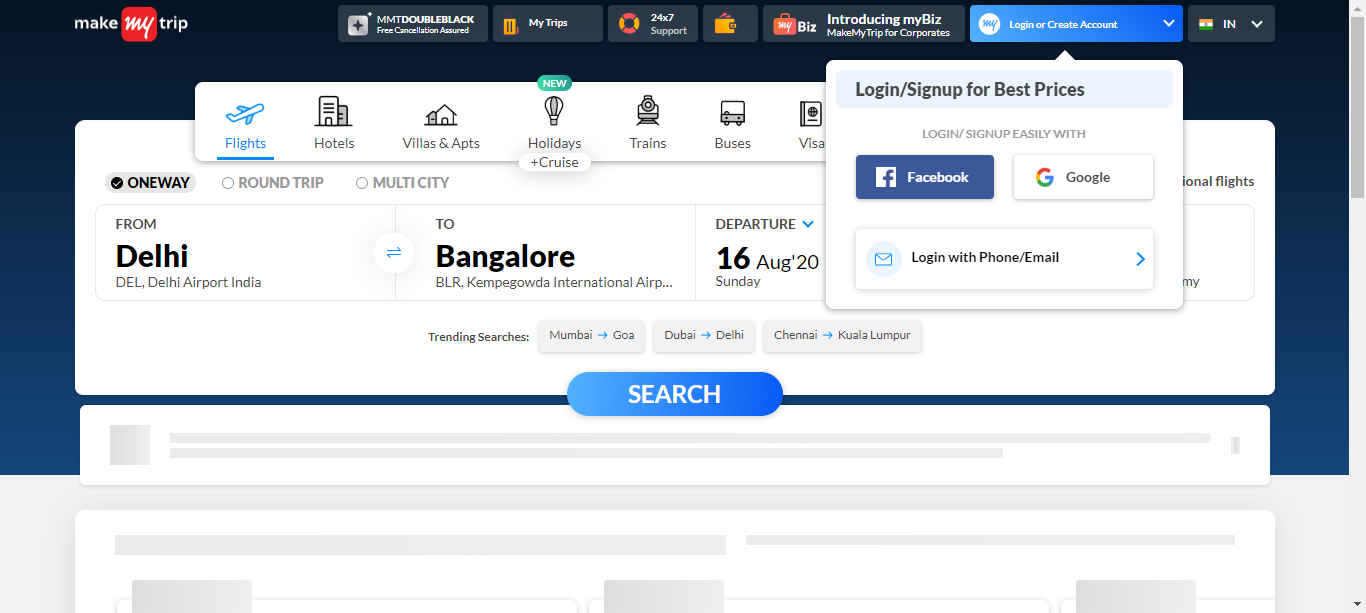 make my trip
MMTDOUBLEBLACK
Free Cancellation Assured
My Trips
24x7
Support
my Biz
Introducing myBiz
MakeMyTrip for Corporates
my
Login or Create Account
IN
Login/Signup for Best Prices
LOGIN/ SIGNUP EASILY WITH
Facebook
Google
Login with Phone/Email
NEW
Flights
Hotels
Villas & Apts
Holidays
+Cruise
Trains
Buses
Visa
ONEWAY
ROUND TRIP
MULTI CITY
ional flights
FROM
Delhi
DEL, Delhi Airport India
TO
Bangalore
BLR, Kempegowda International Airp...
DEPARTURE
16 Aug'20
Sunday
my
Trending Searches:
Mumbai → Goa
Dubai → Delhi
Chennai → Kuala Lumpur
SEARCH